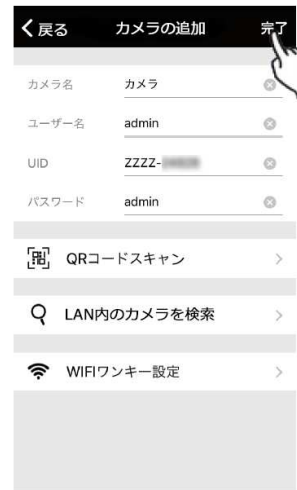 戻る カメラの追加 完了
カメラ名 カメラ
ユーザー名 admin
UID ZZZZ-
パスワード admin
QRコードスキャン
LAN内のカメラを検索
WIFIワンキー設定